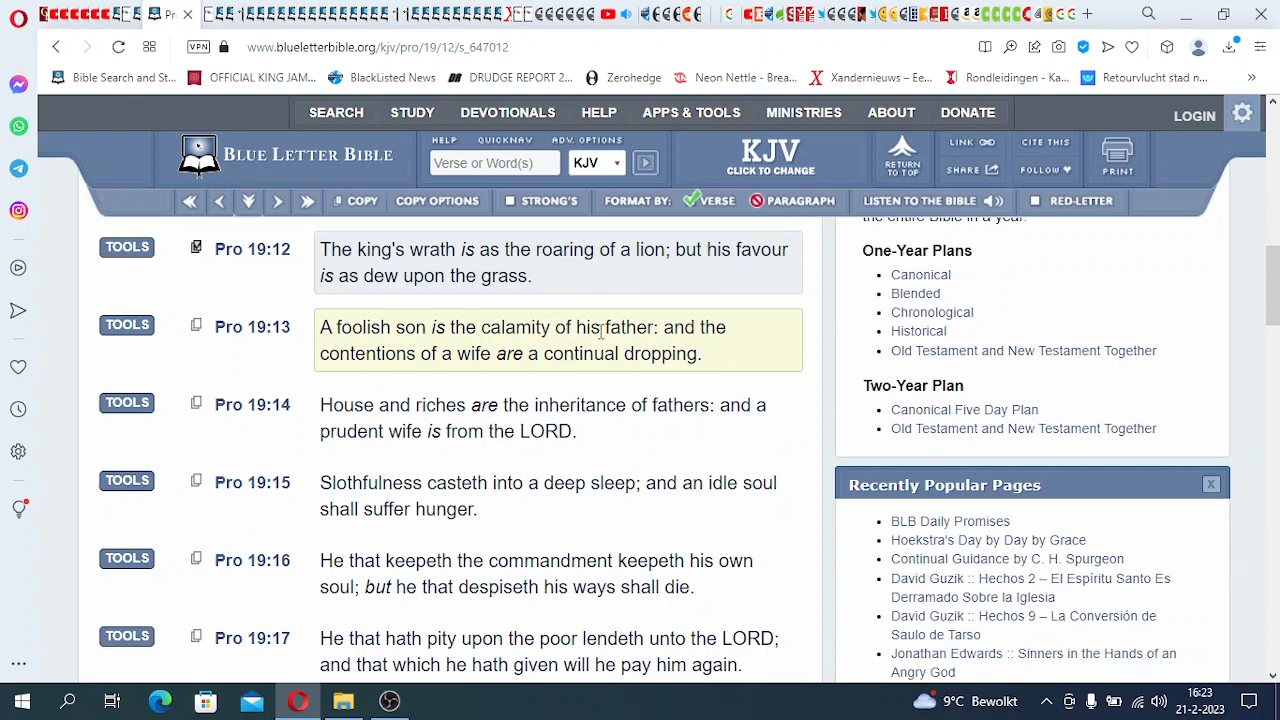 Pr
www.blueletterbible.org/kjv/pro/19/12/s_647012
VPN
Bible Search and St...
OFFICIAL KING JAM...
BlackListed News
DRUDGE REPORT 2...
Zerohedge
Neon Nettle - Brea...
Xandernieuws – Ee...
Rondleidingen - Ka...
Retourvlucht stad n...
»
SEARCH STUDY DEVOTIONALS HELP APPS & TOOLS MINISTRIES ABOUT DONATE
LOGIN
BLUE LETTER BIBLE
HELP QUICKNAV ADV. OPTIONS
Verse or Word(s)
KJV
KJV
CLICK TO CHANGE
RETURN
TO TOP
LINK
CITE THIS
SHARE
FOLLOW
PRINT
COPY COPY OPTIONS STRONG'S FORMAT BY: VERSE PARAGRAPH LISTEN TO THE BIBLE RED-LETTER
TOOLS Pro 19:12 The king's wrath is as the roaring of a lion; but his favour
is as dew upon the grass.
TOOLS Pro 19:13 A foolish son is the calamity of his father: and the
contentions of a wife are a continual dropping.
TOOLS Pro 19:14 House and riches are the inheritance of fathers: and a
prudent wife is from the LORD.
TOOLS Pro 19:15 Slothfulness casteth into a deep sleep; and an idle soul
shall suffer hunger.
TOOLS Pro 19:16 He that keepeth the commandment keepeth his own
soul; but he that despiseth his ways shall die.
TOOLS Pro 19:17 He that hath pity upon the poor lendeth unto the LORD;
and that which he hath given will he pay him again.
the entire Bible in a year.
One-Year Plans
Canonical
Blended
Chronological
Historical
Old Testament and New Testament Together
Two-Year Plan
Canonical Five Day Plan
Old Testament and New Testament Together
Recently Popular Pages
X
BLB Daily Promises
Hoekstra's Day by Day by Grace
Continual Guidance by C. H. Spurgeon
David Guzik :: Hechos 2 – El Espíritu Santo Es
Derramado Sobre la Iglesia
David Guzik :: Hechos 9 – La Conversión de
Saulo de Tarso
Jonathan Edwards :: Sinners in the Hands of an
Angry God
9°C Bewolkt
16:23
21-2-2023